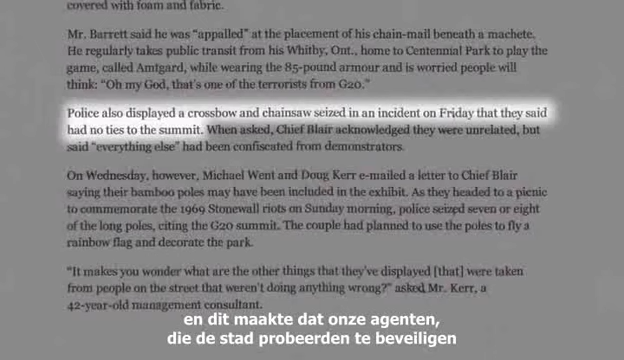 covered with foam and fabric.
Mr. Barrett said he was “appalled” at the placement of his chain-mail beneath a machete.
He regularly takes public transit from his Whitby, Ont., home to Centennial Park to play the
game, called Amtgard, while wearing the 85-pound armour and is worried people will
think: “Oh my God, that’s one of the terrorists from G20.”
Police also displayed a crossbow and chainsaw seized in an incident on Friday that they said
had no ties to the summit. When asked, Chief Blair acknowledged they were unrelated, but
said “everything else” had been confiscated from demonstrators.
On Wednesday, however, Michael Went and Doug Kerr e-mailed a letter to Chief Blair
saying their bamboo poles may have been included in the exhibit. As they headed to a picnic
to commemorate the 1969 Stonewall riots on Sunday morning, police seized seven or eight
of the long poles, citing the G20 summit. The couple had planned to use the poles to fly a
rainbow flag and decorate the park.
“It makes you wonder what are the other things that they’ve displayed [that] were taken
from people on the street that weren’t doing anything wrong?” asked Mr. Kerr, a
42-year-old management consultant.
en dit maakte dat onze agenten,
die de stad probeerden te beveiligen